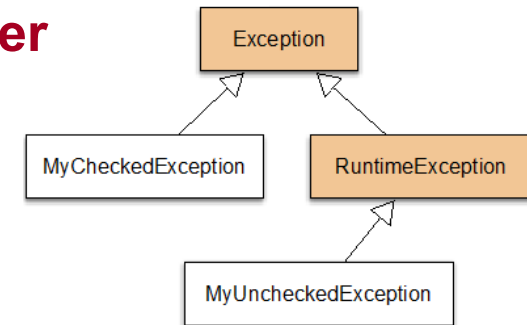 er
Exception
MyCheckedException
RuntimeException
MyUncheckedException